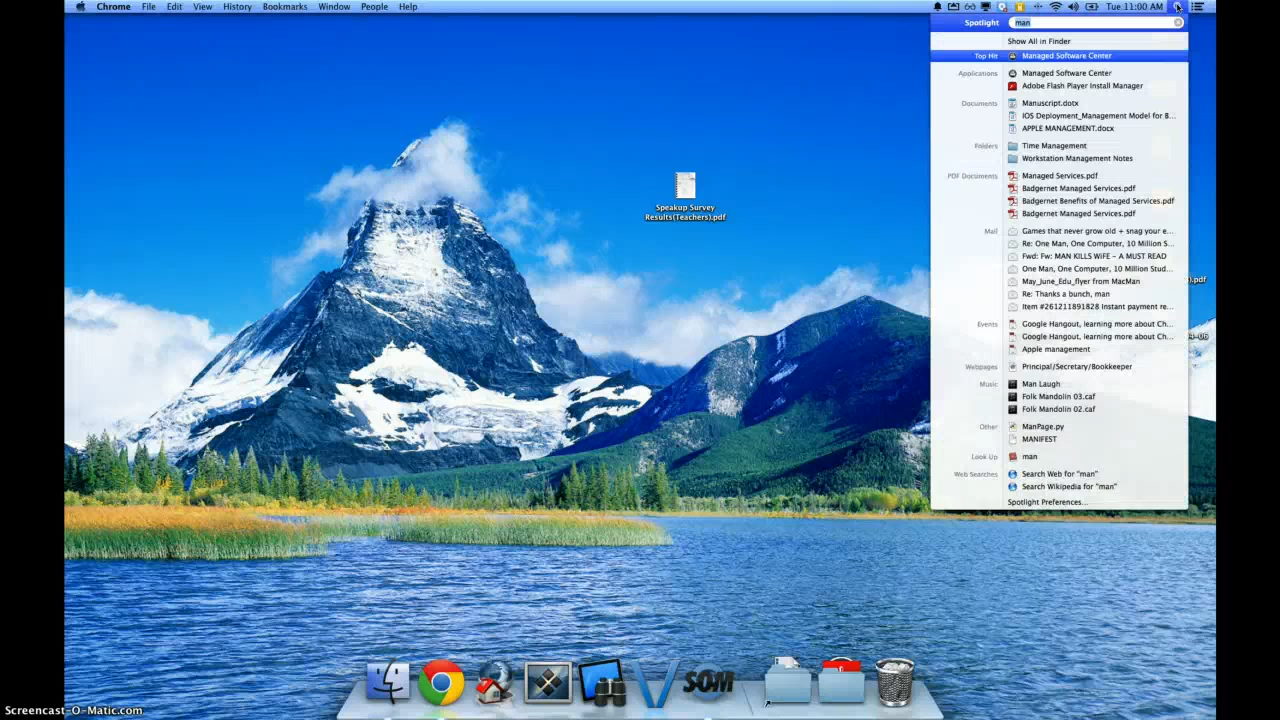 Chrome File Edit View History Bookmarks Window People Help Tue 11:00 AM
Spotlight man
Show All in Finder
Top Hit Managed Software Center
Applications Managed Software Center
Adobe Flash Player Install Manager
Documents Manuscript.dotx
IOS Deployment_Management Model for B...
APPLE MANAGEMENT.docx
Folders Time Management
Workstation Management Notes
PDF Documents Managed Services.pdf
Badgernet Managed Services.pdf
Badgernet Benefits of Managed Services.pdf
Badgernet Managed Services.pdf
Mail Games that never grow old + snag your e...
Re: One Man, One Computer, 10 Million S...
Fwd: Fw: MAN KILLS WiFE - A MUST READ
One Man, One Computer, 10 Million Stud...
May_June_Edu_flyer from MacMan
Re: Thanks a bunch, man
Item #261211891828 Instant payment re...
Events Google Hangout, learning more about Ch...
Google Hangout, learning more about Ch...
Apple management
Webpages Principal/Secretary/Bookkeeper
Music Man Laugh
Folk Mandolin 03.caf
Folk Mandolin 02.caf
Other ManPage.py
MANIFEST
Look Up man
Web Searches Search Web for "man"
Search Wikipedia for "man"
Spotlight Preferences...
Speakup Survey
Results(Teachers).pdf
).pdf
SOM
Screencast-O-Matic.com